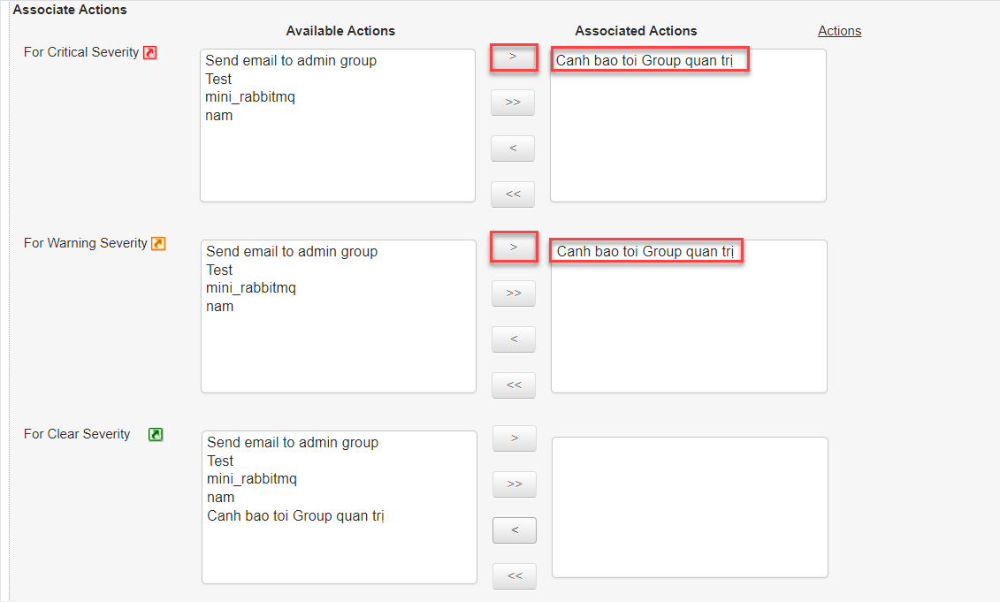 Associate Actions
Available Actions
Associated Actions
Actions
For Critical Severity
Send email to admin group
Test
mini_rabbitmq
nam
>
>>
<
<<
Canh bao toi Group quan trị
For Warning Severity
Send email to admin group
Test
mini_rabbitmq
nam
>
>>
<
<<
Canh bao toi Group quan trị
For Clear Severity
Send email to admin group
Test
mini_rabbitmq
nam
Canh bao toi Group quan trị
>
>>
<
<<